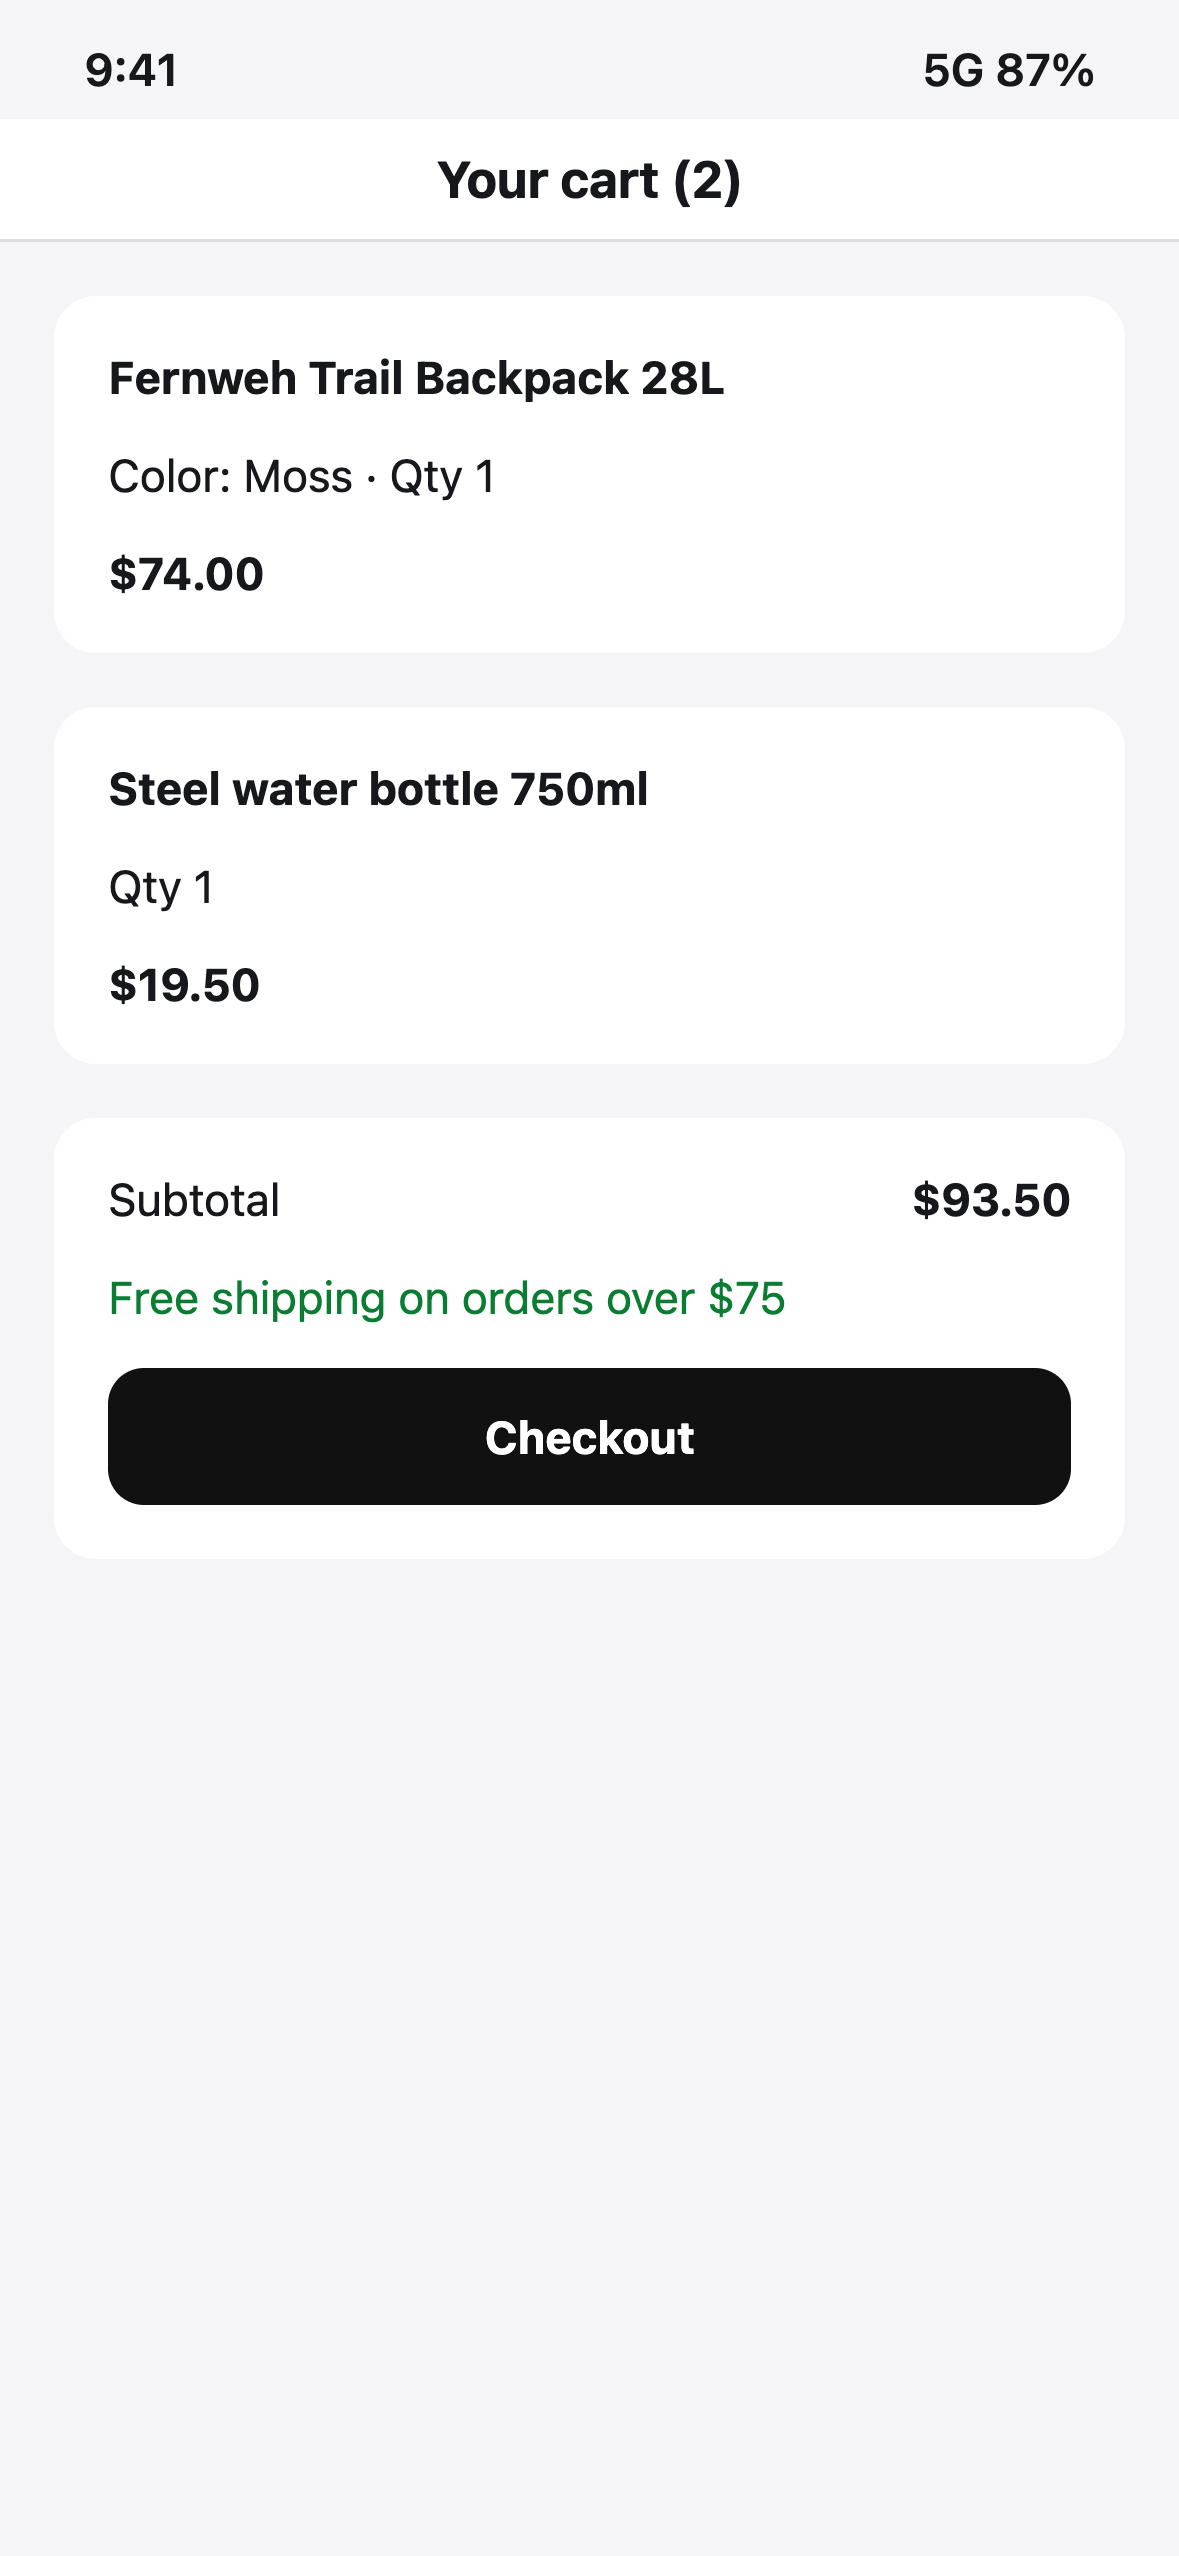 9:41 5G 87%
Your cart (2)
Fernweh Trail Backpack 28L
Color: Moss · Qty 1
$74.00
Steel water bottle 750ml
Qty 1
$19.50
Subtotal $93.50
Free shipping on orders over $75
Checkout